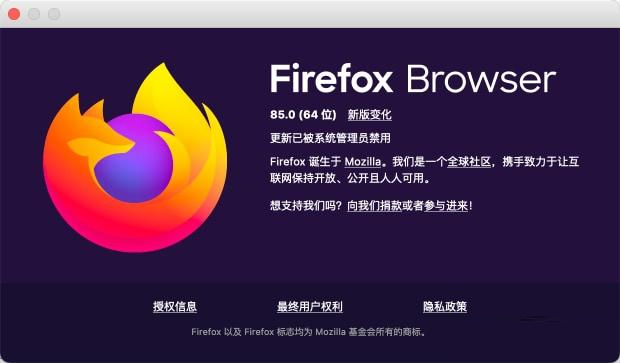 Firefox Browser
85.0 (64 位) 新版变化
更新已被系统管理员禁用
Firefox 诞生于 Mozilla。我们是一个全球社区，携手致力于让互
联网保持开放、公开且人人可用。
想支持我们吗？向我们捐款或者参与进来！
授权信息 最终用户权利 隐私政策
Firefox 以及 Firefox 标志均为 Mozilla 基金会所有的商标。